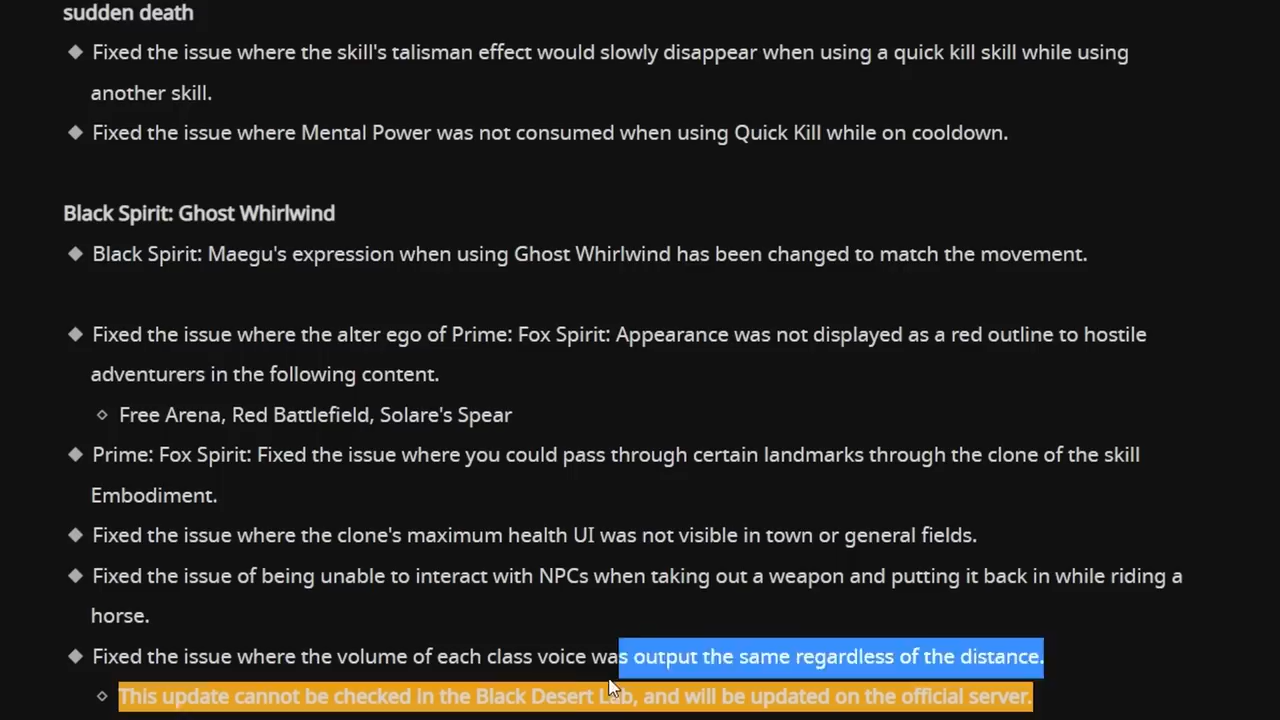 sudden death
◆ Fixed the issue where the skill's talisman effect would slowly disappear when using a quick kill skill while using
another skill.
◆ Fixed the issue where Mental Power was not consumed when using Quick Kill while on cooldown.
Black Spirit: Ghost Whirlwind
◆ Black Spirit: Maegu's expression when using Ghost Whirlwind has been changed to match the movement.
◆ Fixed the issue where the alter ego of Prime: Fox Spirit: Appearance was not displayed as a red outline to hostile
adventurers in the following content.
◇ Free Arena, Red Battlefield, Solare's Spear
◆ Prime: Fox Spirit: Fixed the issue where you could pass through certain landmarks through the clone of the skill
Embodiment.
◆ Fixed the issue where the clone's maximum health UI was not visible in town or general fields.
◆ Fixed the issue of being unable to interact with NPCs when taking out a weapon and putting it back in while riding a
horse.
◆ Fixed the issue where the volume of each class voice was output the same regardless of the distance.
◇ This update cannot be checked in the Black Desert Lab, and will be updated on the official server.